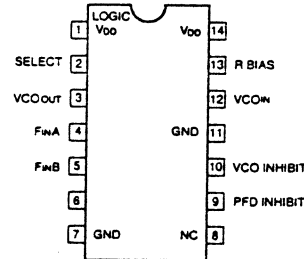 LOGIC
1 VDD VDD 14
SELECT 2 13 R BIAS
VCOOUT 3 12 VCOIN
FINA 4 GND 11
FINB 5 10 VCO INHIBIT
6 9 PFD INHIBIT
7 GND NC 8